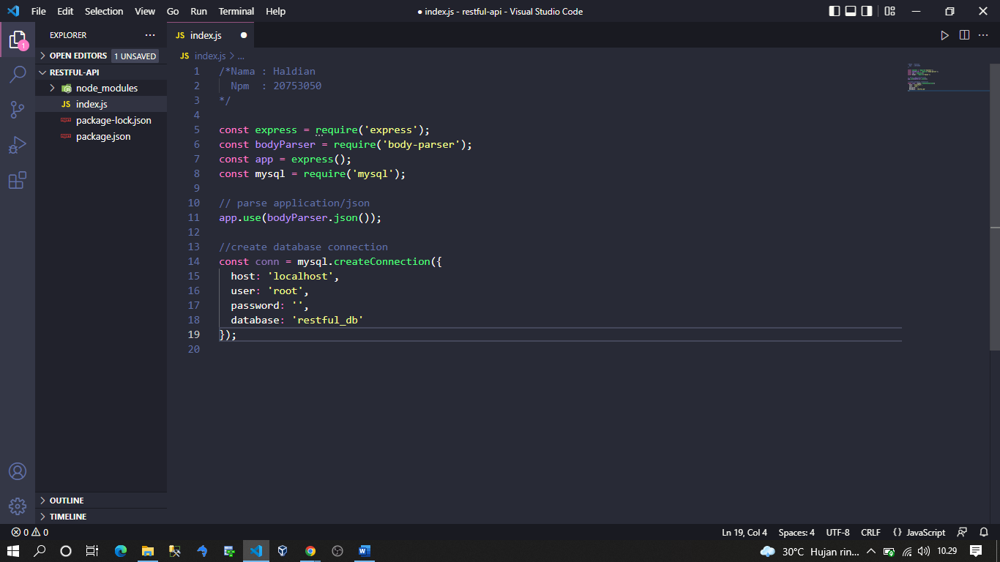 File Edit Selection View Go Run Terminal Help
● index.js - restful-api - Visual Studio Code
EXPLORER
1
OPEN EDITORS 1 UNSAVED
RESTFUL-API
node_modules
JS index.js
package-lock.json
package.json
OUTLINE
TIMELINE
JS index.js ●
JS index.js > ...
1 /*Nama : Haldian
2   Npm  : 20753050
3 */
4
5 const express = require('express');
6 const bodyParser = require('body-parser');
7 const app = express();
8 const mysql = require('mysql');
9
10 // parse application/json
11 app.use(bodyParser.json());
12
13 //create database connection
14 const conn = mysql.createConnection({
15   host: 'localhost',
16   user: 'root',
17   password: '',
18   database: 'restful_db'
19 });
20
0 0
Ln 19, Col 4 Spaces: 4 UTF-8 CRLF {} JavaScript
30°C Hujan rin... 10.29